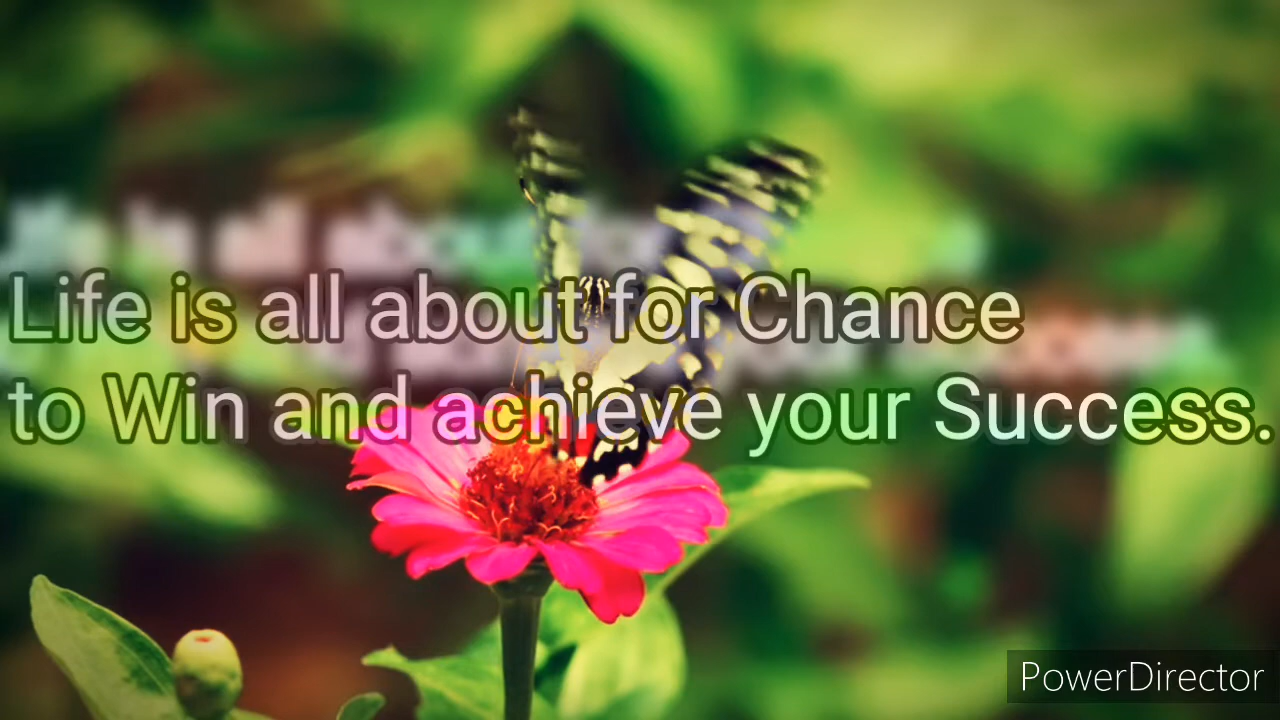 Life is all about for Chance
to Win and achieve your Success.
PowerDirector